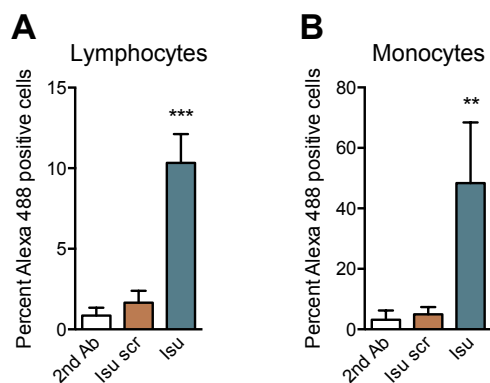 A
Lymphocytes
Percent Alexa 488 positive cells
15
10
5
0
***
2nd Ab
Isu scr
Isu
B
Monocytes
Percent Alexa 488 positive cells
80
60
40
20
0
**
2nd Ab
Isu scr
Isu